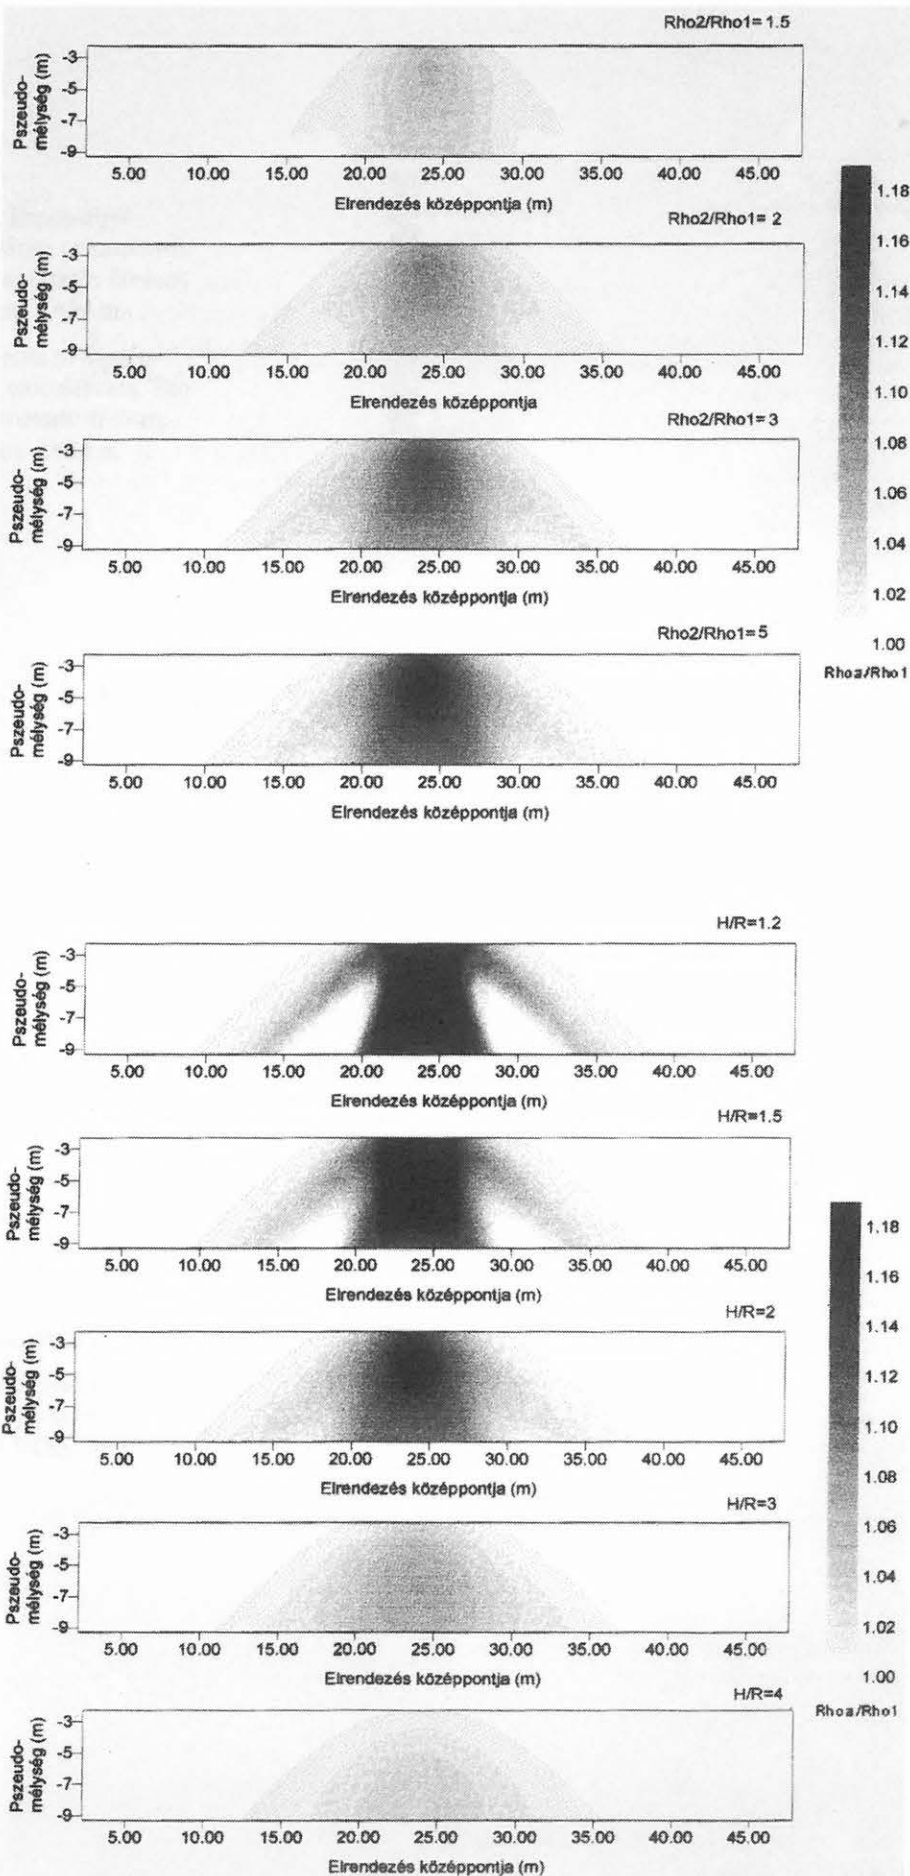 Rho2/Rho1= 1.5
Pszeudo-
mélység (m)
-3
-5
-7
-9
5.00 10.00 15.00 20.00 25.00 30.00 35.00 40.00 45.00
Elrendezés középpontja (m)
Rho2/Rho1= 2
Pszeudo-
mélység (m)
-3
-5
-7
-9
5.00 10.00 15.00 20.00 25.00 30.00 35.00 40.00 45.00
Elrendezés középpontja
Rho2/Rho1= 3
Pszeudo-
mélység (m)
-3
-5
-7
-9
5.00 10.00 15.00 20.00 25.00 30.00 35.00 40.00 45.00
Elrendezés középpontja (m)
Rho2/Rho1= 5
Pszeudo-
mélység (m)
-3
-5
-7
-9
5.00 10.00 15.00 20.00 25.00 30.00 35.00 40.00 45.00
Elrendezés középpontja (m)
1.18
1.16
1.14
1.12
1.10
1.08
1.06
1.04
1.02
1.00
Rhoa/Rho1
H/R=1.2
Pszeudo-
mélység (m)
-3
-5
-7
-9
5.00 10.00 15.00 20.00 25.00 30.00 35.00 40.00 45.00
Elrendezés középpontja (m)
H/R=1.5
Pszeudo-
mélység (m)
-3
-5
-7
-9
5.00 10.00 15.00 20.00 25.00 30.00 35.00 40.00 45.00
Elrendezés középpontja (m)
H/R=2
Pszeudo-
mélység (m)
-3
-5
-7
-9
5.00 10.00 15.00 20.00 25.00 30.00 35.00 40.00 45.00
Elrendezés középpontja (m)
H/R=3
Pszeudo-
mélység (m)
-3
-5
-7
-9
5.00 10.00 15.00 20.00 25.00 30.00 35.00 40.00 45.00
Elrendezés középpontja (m)
H/R=4
Pszeudo-
mélység (m)
-3
-5
-7
-9
5.00 10.00 15.00 20.00 25.00 30.00 35.00 40.00 45.00
Elrendezés középpontja (m)
1.18
1.16
1.14
1.12
1.10
1.08
1.06
1.04
1.02
1.00
Rhoa/Rho1